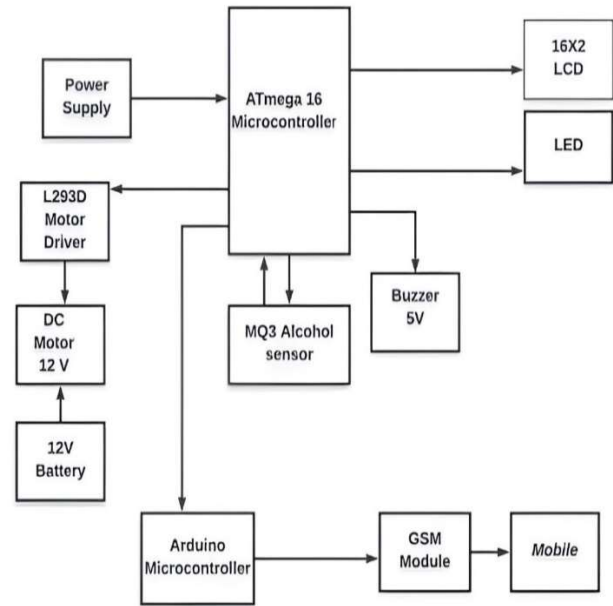 16X2
LCD
Power
Supply
ATmega 16
Microcontroller
LED
L293D
Motor
Driver
Buzzer
5V
DC
Motor
12 V
MQ3 Alcohol
sensor
12V
Battery
Arduino
Microcontroller
GSM
Module
Mobile